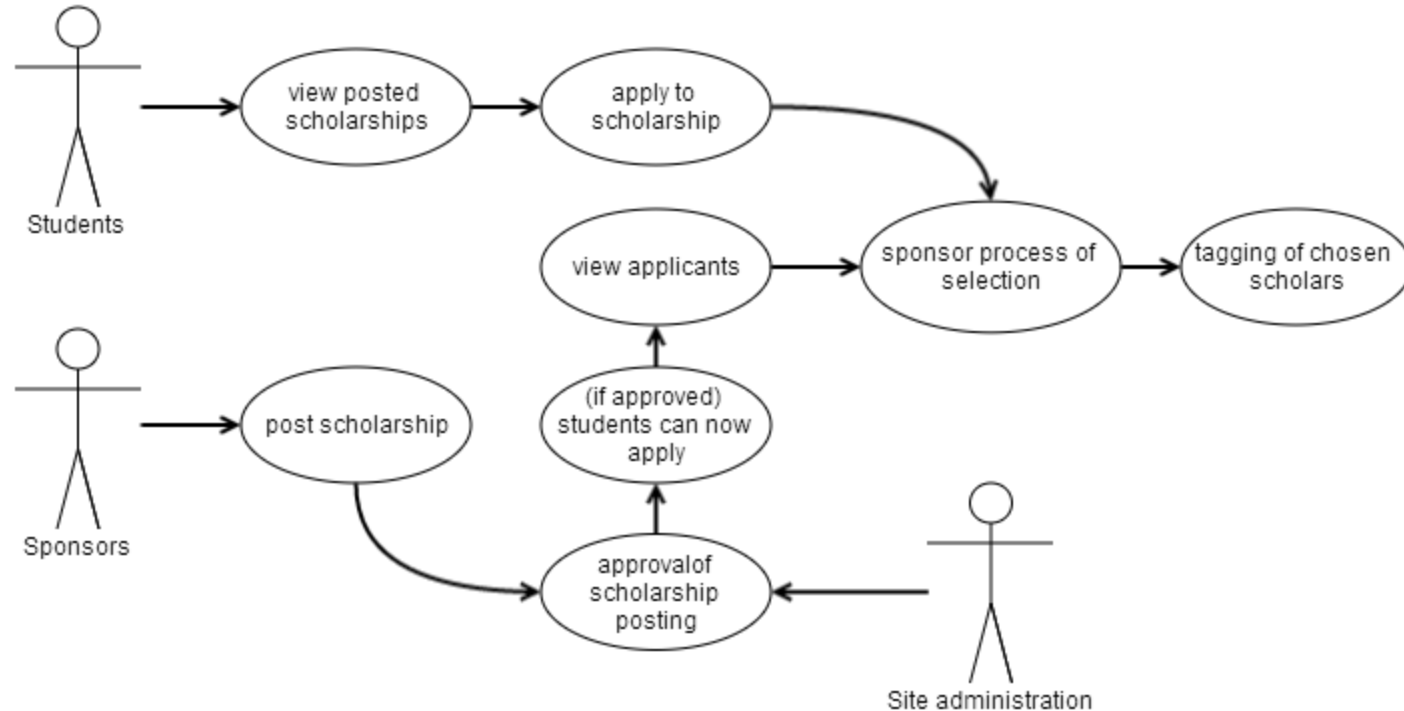 view posted
scholarships
apply to
scholarship
Students
view applicants
sponsor process of
selection
tagging of chosen
scholars
post scholarship
(if approved)
students can now
apply
Sponsors
approvalof
scholarship
posting
Site administration